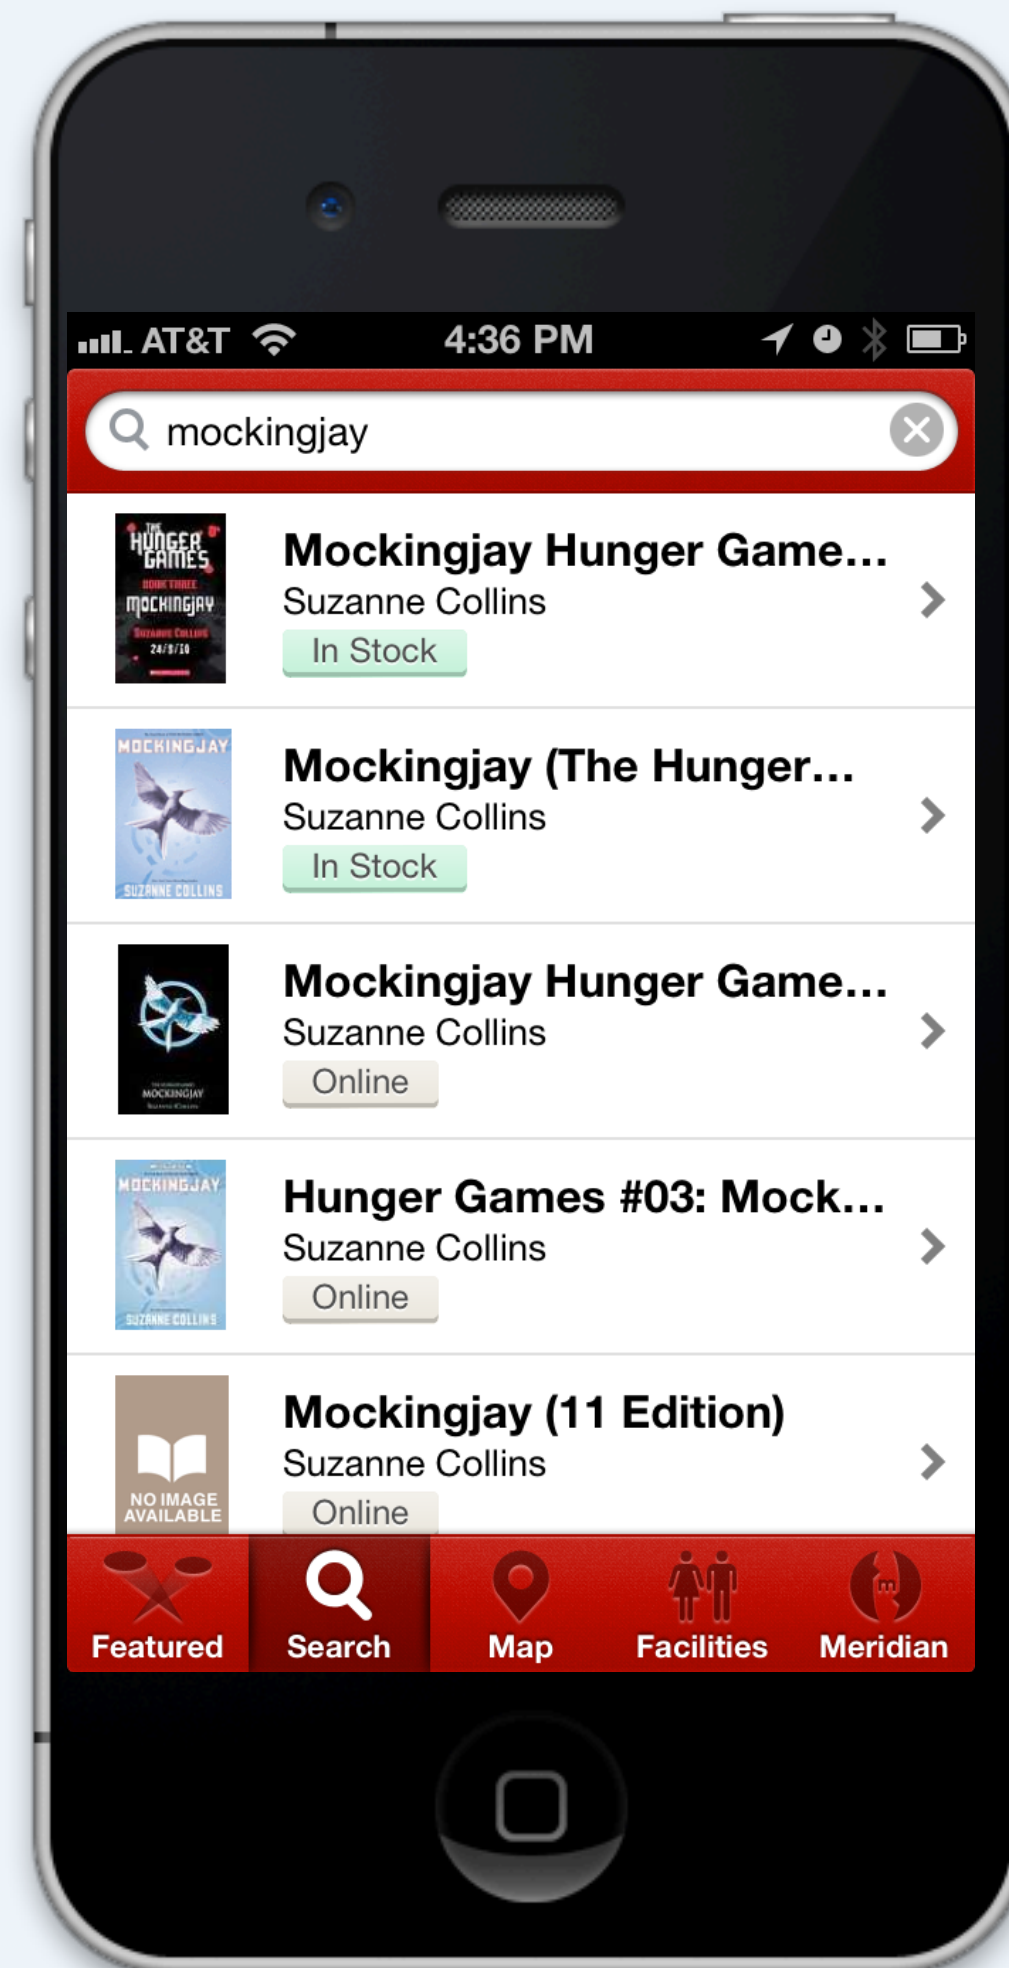 AT&T 4:36 PM
mockingjay
THE
HUNGER
GAMES
BOOK THREE
MOCKINGJAY
SUZANNE COLLINS
24/8/10
Mockingjay Hunger Game...
Suzanne Collins
In Stock
MOCKINGJAY
SUZANNE COLLINS
Mockingjay (The Hunger...
Suzanne Collins
In Stock
MOCKINGJAY
Mockingjay Hunger Game...
Suzanne Collins
Online
MOCKINGJAY
SUZANNE COLLINS
Hunger Games #03: Mock...
Suzanne Collins
Online
NO IMAGE
AVAILABLE
Mockingjay (11 Edition)
Suzanne Collins
Online
Featured Search Map Facilities m Meridian